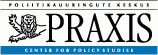 POLIITIKAUURINGUTE KESKUS
PRAXIS
CENTER FOR POLICY STUDIES